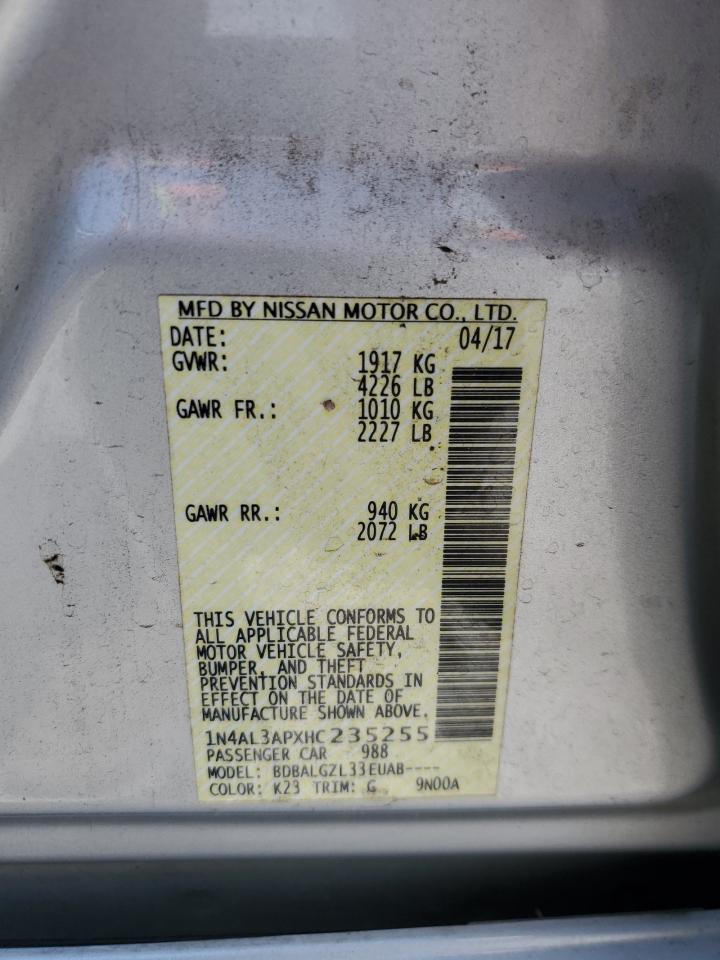 MFD BY NISSAN MOTOR CO., LTD.
DATE: 04/17
GVWR: 1917 KG
4226 LB
GAWR FR.: 1010 KG
2227 LB
GAWR RR.: 940 KG
2072 LB
THIS VEHICLE CONFORMS TO
ALL APPLICABLE FEDERAL
MOTOR VEHICLE SAFETY,
BUMPER, AND THEFT
PREVENTION STANDARDS IN
EFFECT ON THE DATE OF
MANUFACTURE SHOWN ABOVE.
1N4AL3APXHC235255
PASSENGER CAR 988
MODEL: BDBALGZL33EUAB----
COLOR: K23 TRIM: G 9N00A